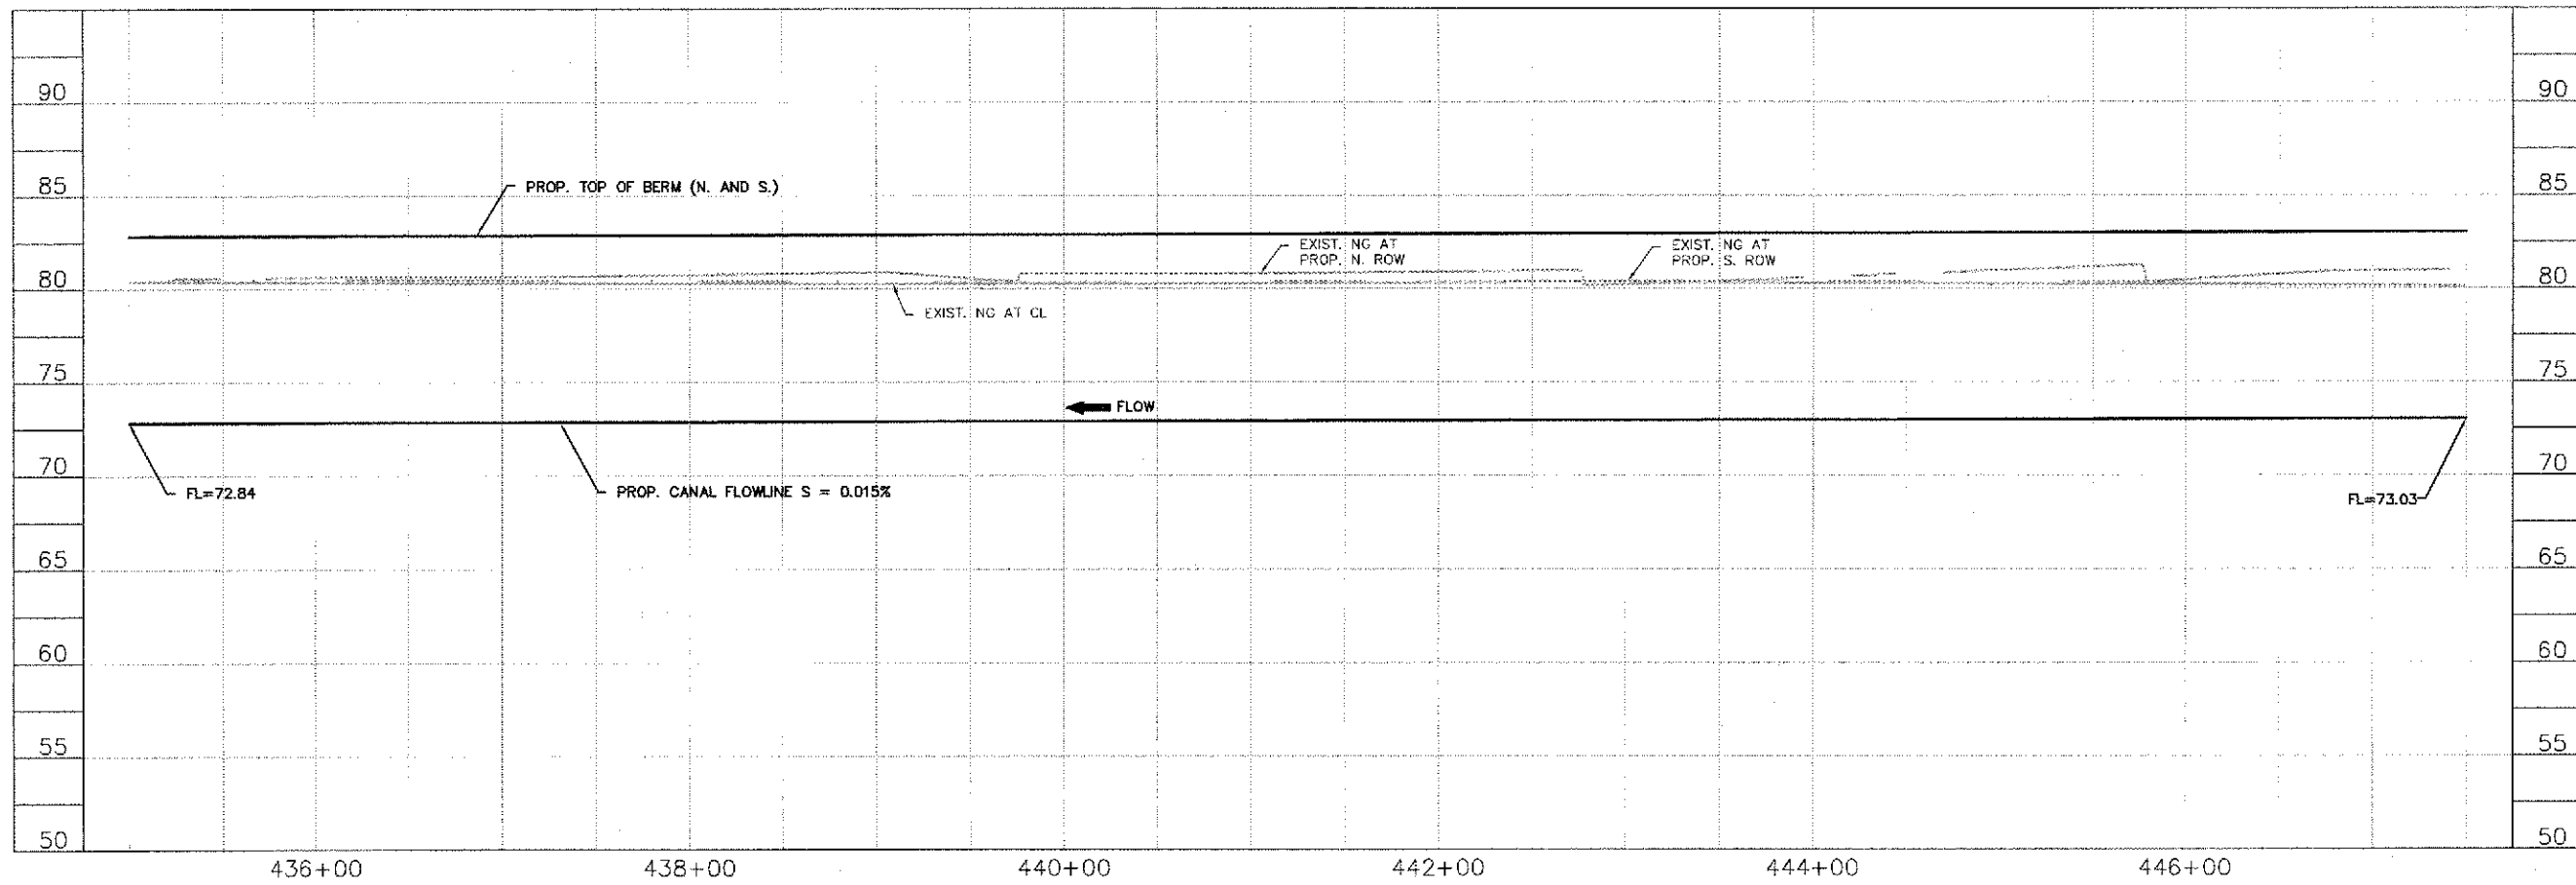 90
90
PROP. TOP OF BERM (N. AND S.)
85
85
EXIST. NG AT
PROP. N. ROW
EXIST. NG AT
PROP. S. ROW
80
80
EXIST. NG AT CL
75
75
FLOW
70
70
FL=72.84
PROP. CANAL FLOWLINE S = 0.015%
FL=73.03
65
65
60
60
55
55
50
50
436+00
438+00
440+00
442+00
444+00
446+00